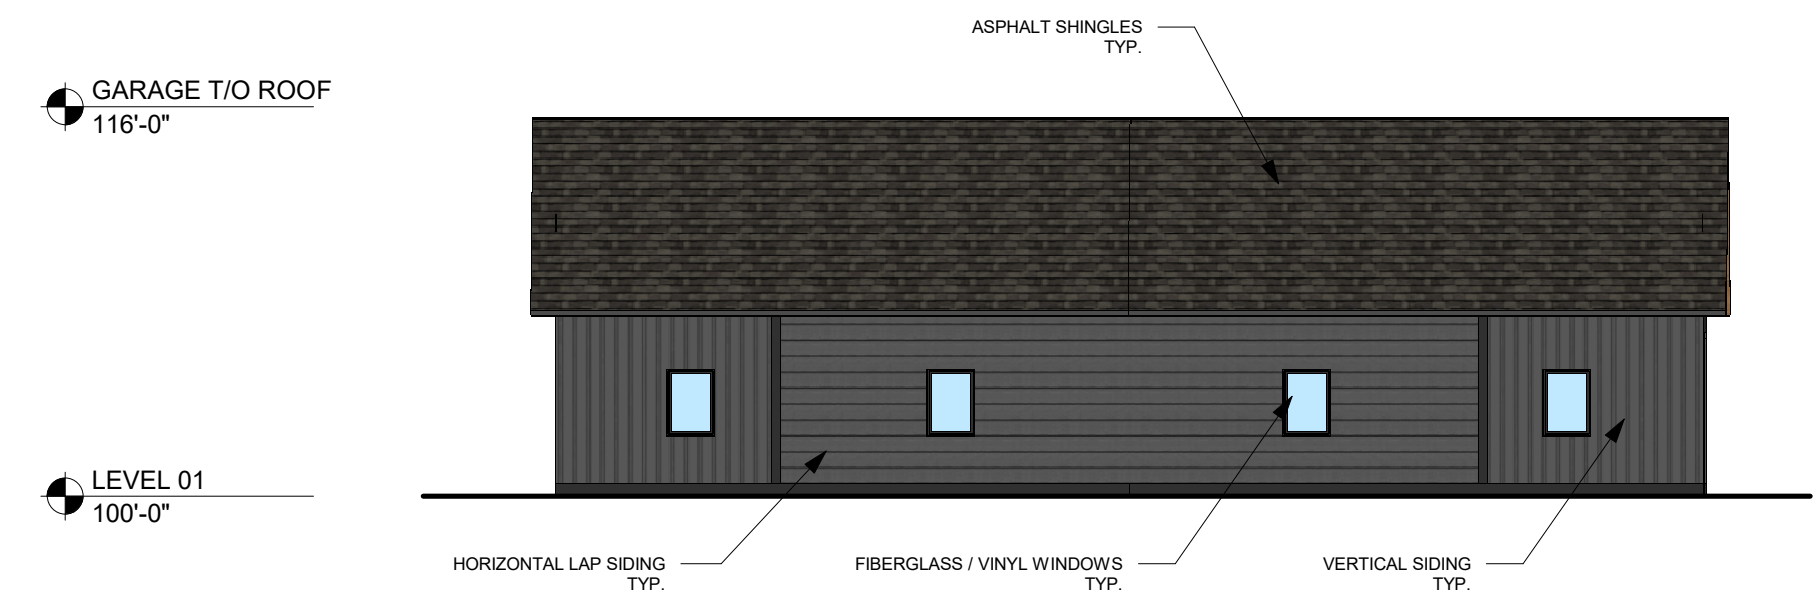 ASPHALT SHINGLES
TYP.
GARAGE T/O ROOF
116'-0"
LEVEL 01
100'-0"
HORIZONTAL LAP SIDING
TYP.
FIBERGLASS / VINYL WINDOWS
TYP.
VERTICAL SIDING
TYP.